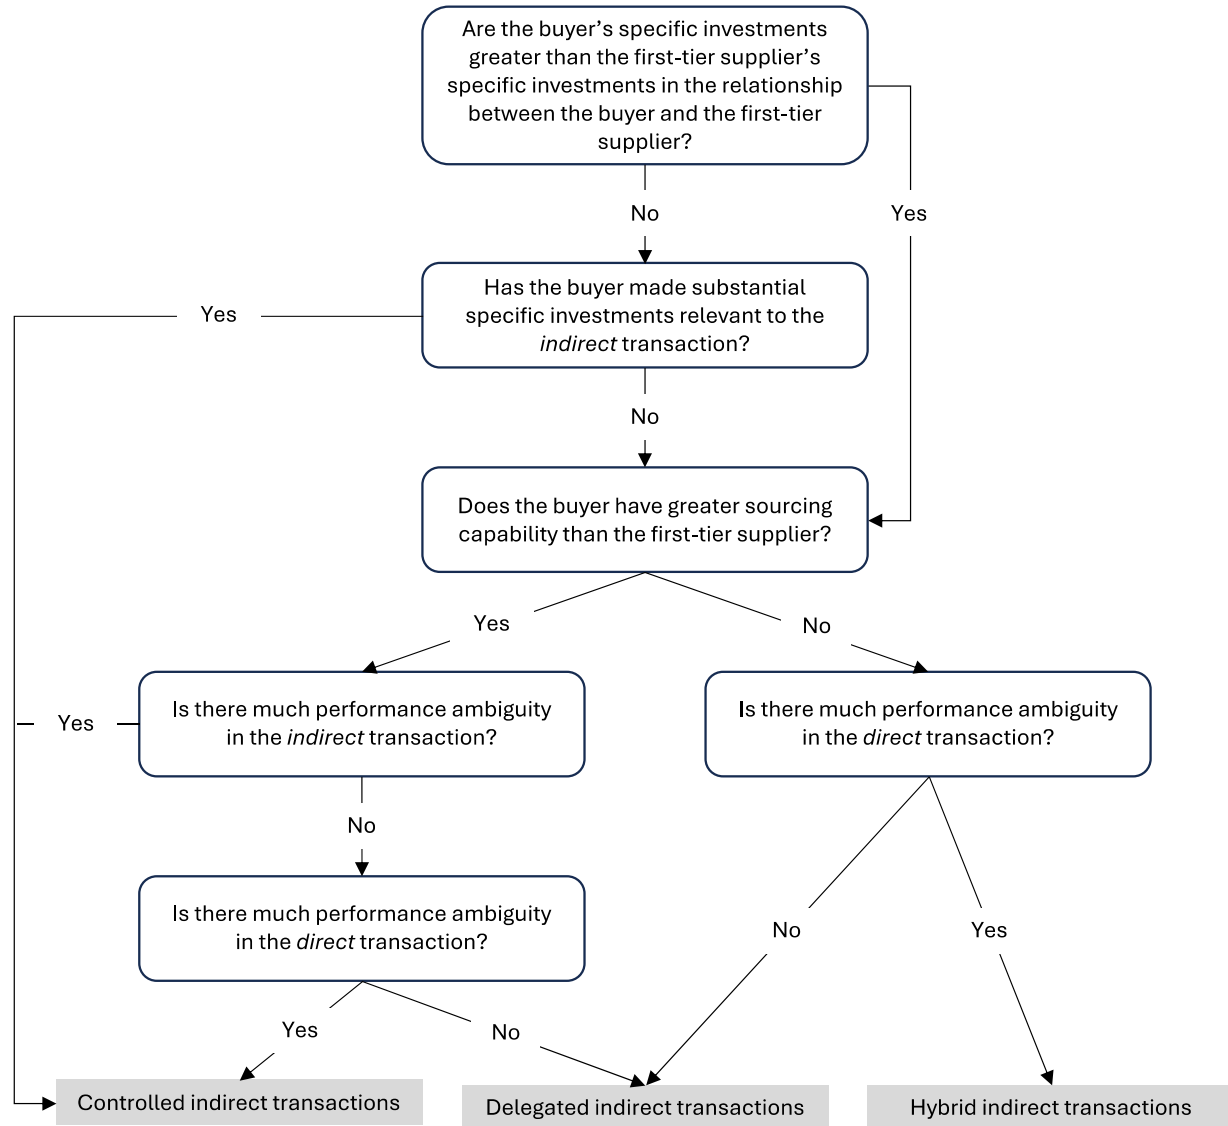 Are the buyer’s specific investments
greater than the first-tier supplier’s
specific investments in the relationship
between the buyer and the first-tier
supplier?
No
Yes
Has the buyer made substantial
specific investments relevant to the
indirect transaction?
Yes
No
Does the buyer have greater sourcing
capability than the first-tier supplier?
Yes
No
Is there much performance ambiguity
in the indirect transaction?
Is there much performance ambiguity
in the direct transaction?
Yes
No
Is there much performance ambiguity
in the direct transaction?
No
Yes
Yes
No
Controlled indirect transactions
Delegated indirect transactions
Hybrid indirect transactions